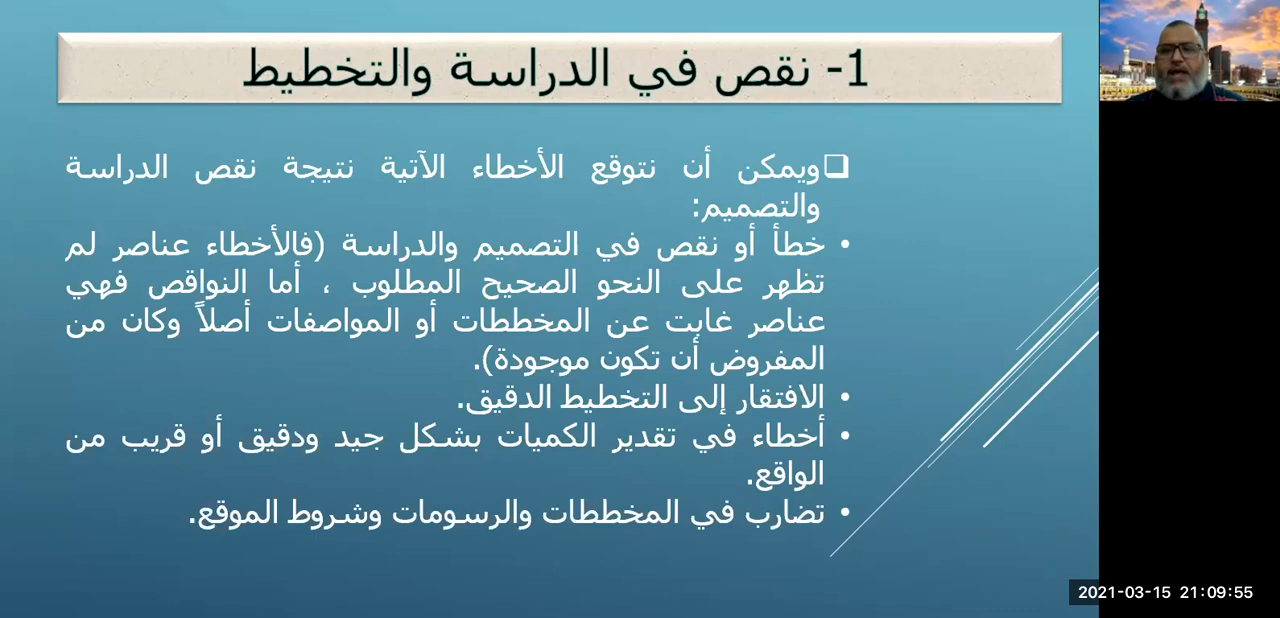 1- نقص في الدراسة والتخطيط
❑ويمكن أن نتوقع الأخطاء الآتية نتيجة نقص الدراسة
والتصميم:
• خطأ أو نقص في التصميم والدراسة (فالأخطاء عناصر لم
تظهر على النحو الصحيح المطلوب ، أما النواقص فهي
عناصر غابت عن المخططات أو المواصفات أصلاً وكان من
المفروض أن تكون موجودة).
• الافتقار إلى التخطيط الدقيق.
• أخطاء في تقدير الكميات بشكل جيد ودقيق أو قريب من
الواقع.
• تضارب في المخططات والرسومات وشروط الموقع.
2021-03-15 21:09:55